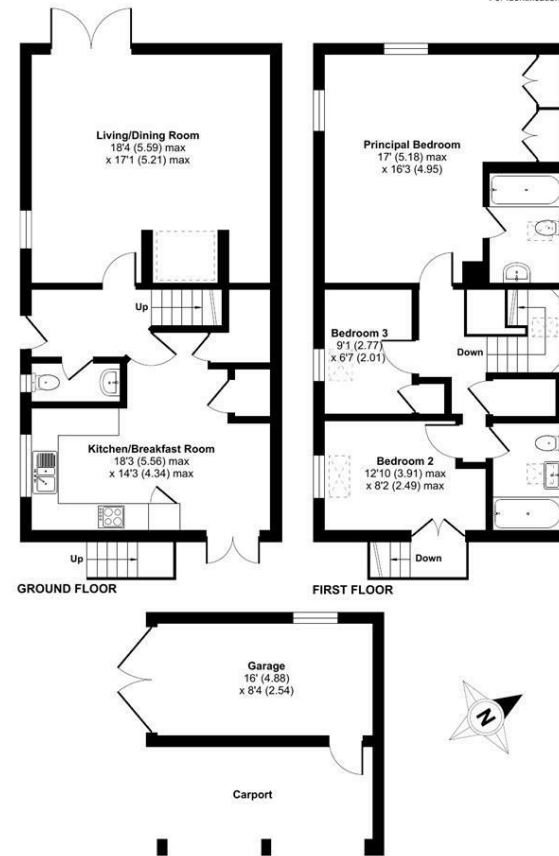 Living/Dining Room
18'4 (5.59) max
x 17'1 (5.21) max
Up
Kitchen/Breakfast Room
18'3 (5.56) max
x 14'3 (4.34) max
Up
GROUND FLOOR
Principal Bedroom
17' (5.18) max
x 16'3 (4.95)
Bedroom 3
9'1 (2.77)
x 6'7 (2.01)
Down
Bedroom 2
12'10 (3.91) max
x 8'2 (2.49) max
Down
FIRST FLOOR
Garage
16' (4.88)
x 8'4 (2.54)
Carport
N